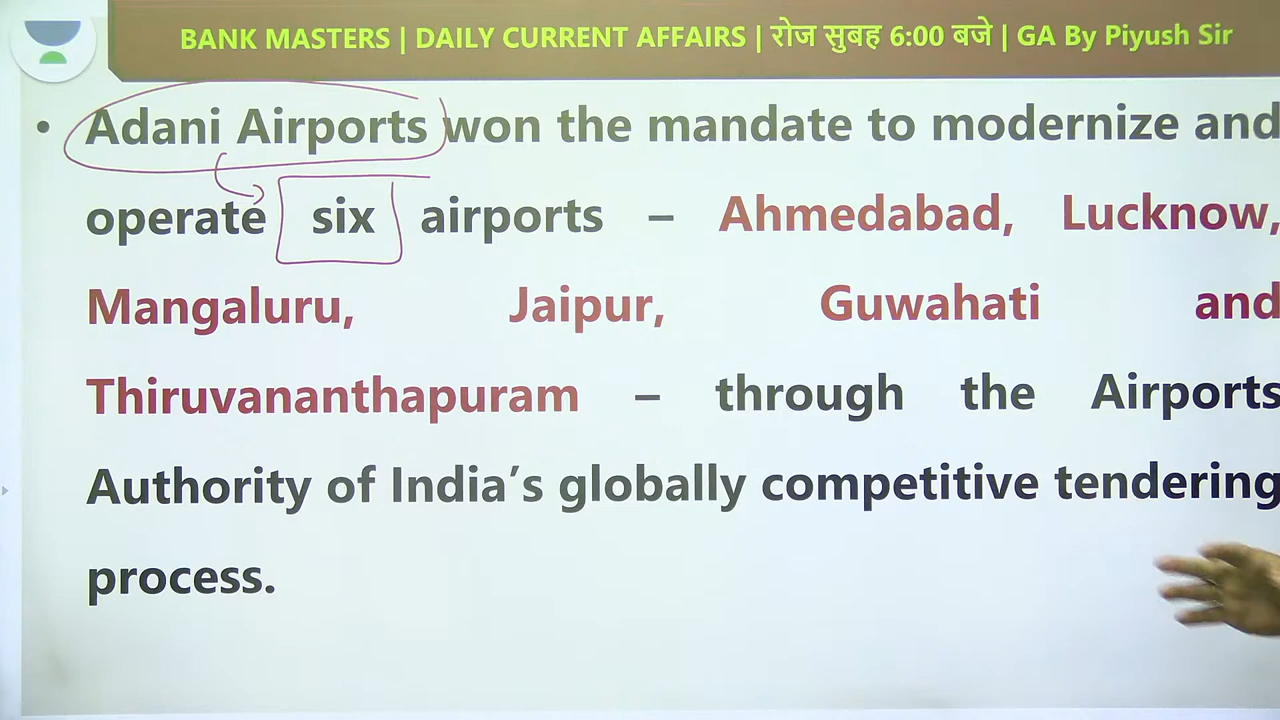 BANK MASTERS | DAILY CURRENT AFFAIRS | रोज सुबह 6:00 बजे | GA By Piyush Sir
• Adani Airports won the mandate to modernize and
operate six airports – Ahmedabad, Lucknow,
Mangaluru, Jaipur, Guwahati and
Thiruvananthapuram – through the Airports
Authority of India’s globally competitive tendering
process.